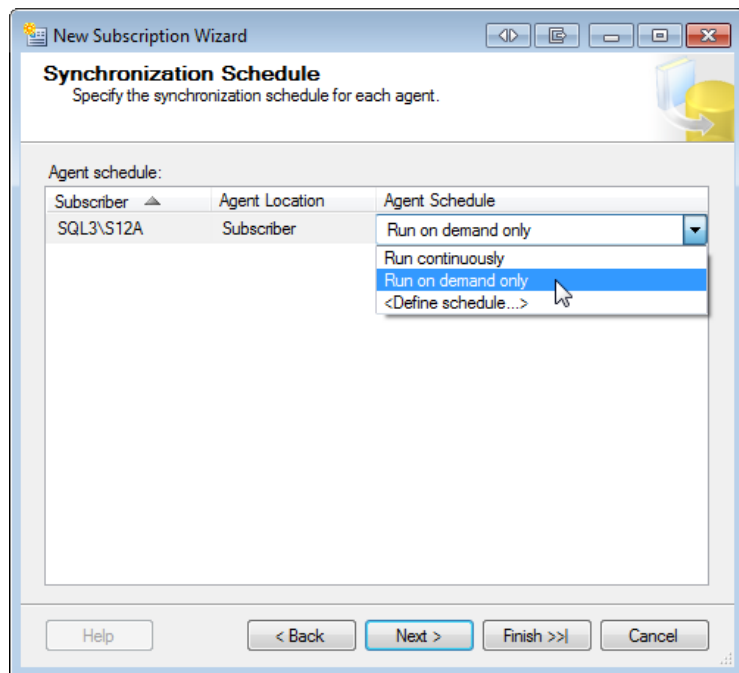 New Subscription Wizard
Synchronization Schedule
Specify the synchronization schedule for each agent.
Agent schedule:
Subscriber Agent Location Agent Schedule
SQL3\S12A Subscriber Run on demand only
Run continuously
Run on demand only
<Define schedule...>
Help < Back Next > Finish >>| Cancel